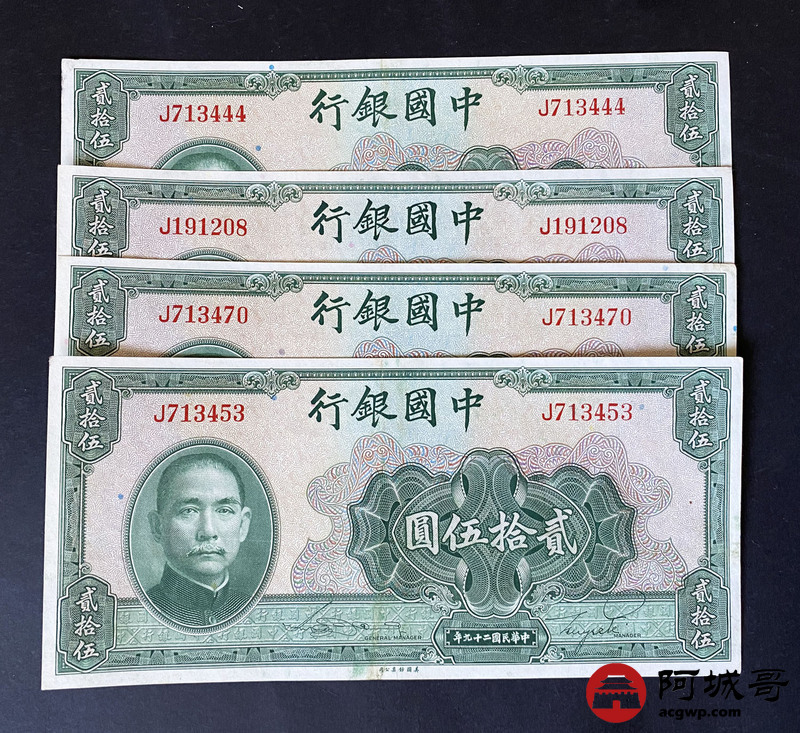 貳拾伍 J713444 行銀國中 J713444 貳拾伍
貳拾伍 J191208 行銀國中 J191208 貳拾伍
貳拾伍 J713470 行銀國中 J713470 貳拾伍
貳拾伍 J713453 行銀國中 J713453 貳拾伍
圓伍拾貳
貳拾伍 GENERAL MANAGER 年九十二國民華中 MANAGER 貳拾伍
阿城哥
acgwp.com